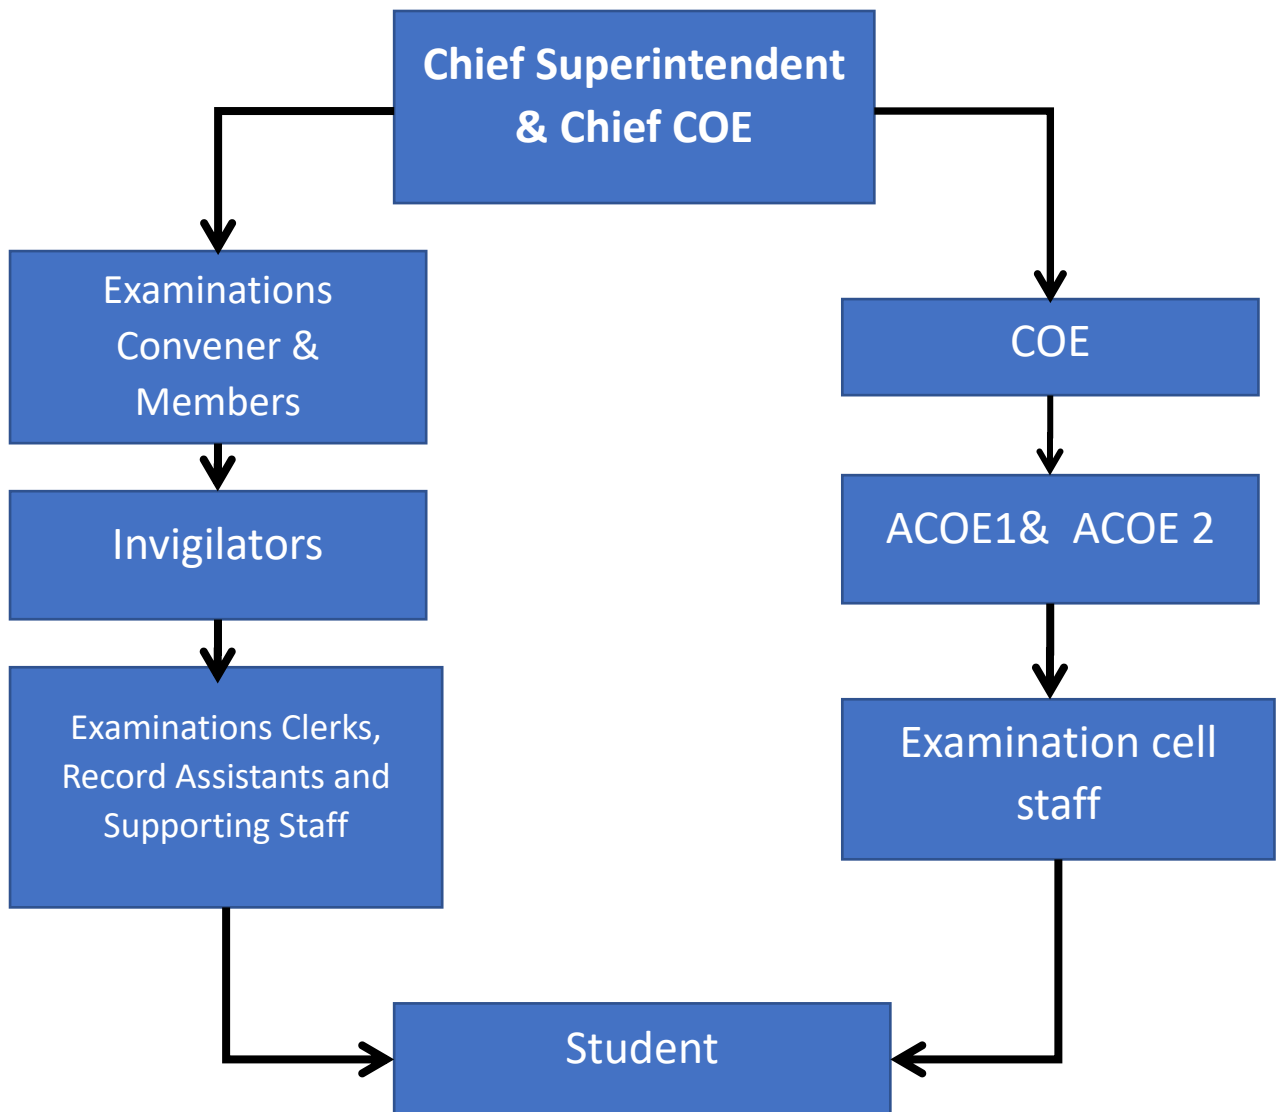 Chief Superintendent
& Chief COE
Examinations
Convener &
Members
COE
Invigilators
ACOE1&  ACOE 2
Examinations Clerks,
Record Assistants and
Supporting Staff
Examination cell
staff
Student